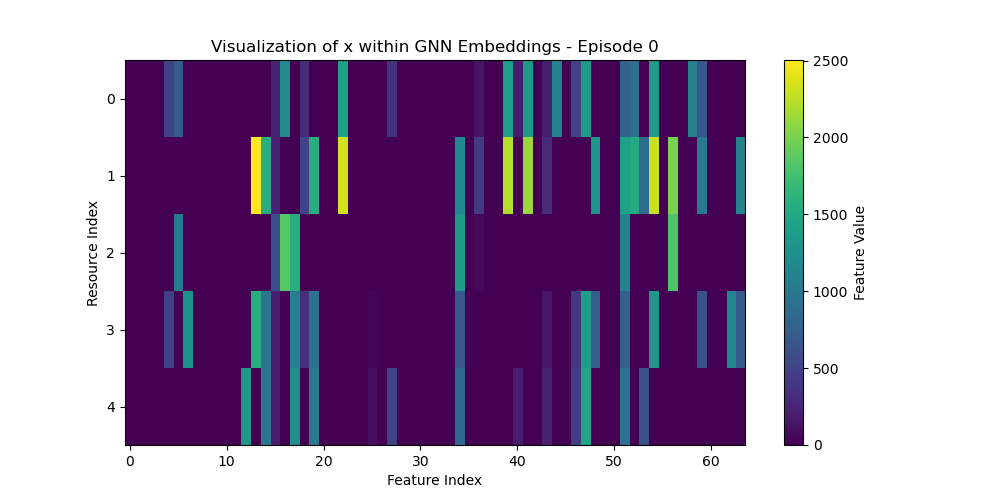 Visualization of x within GNN Embeddings - Episode 0
Resource Index
0
1
2
3
4
0 10 20 30 40 50 60
Feature Index
2500
2000
1500
1000
500
0
Feature Value